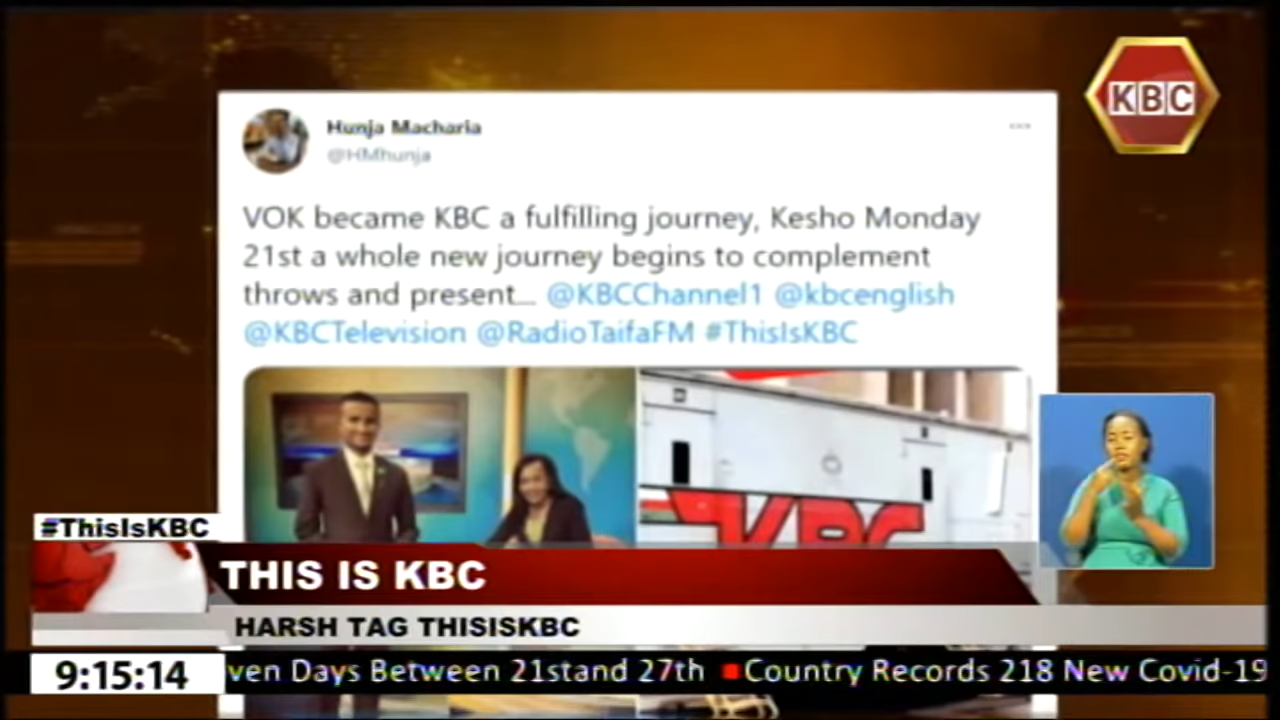 KBC
Hunja Macharia
@HMhunja
VOK became KBC a fulfilling journey, Kesho Monday
21st a whole new journey begins to complement
throws and present... @KBCChannel1 @kbcenglish
@KBCTelevision @RadioTaifaFM #ThisIsKBC
KBC
#ThisIsKBC
THIS IS KBC
HARSH TAG THISISKBC
9:15:14 ven Days Between 21stand 27th ■Country Records 218 New Covid-19